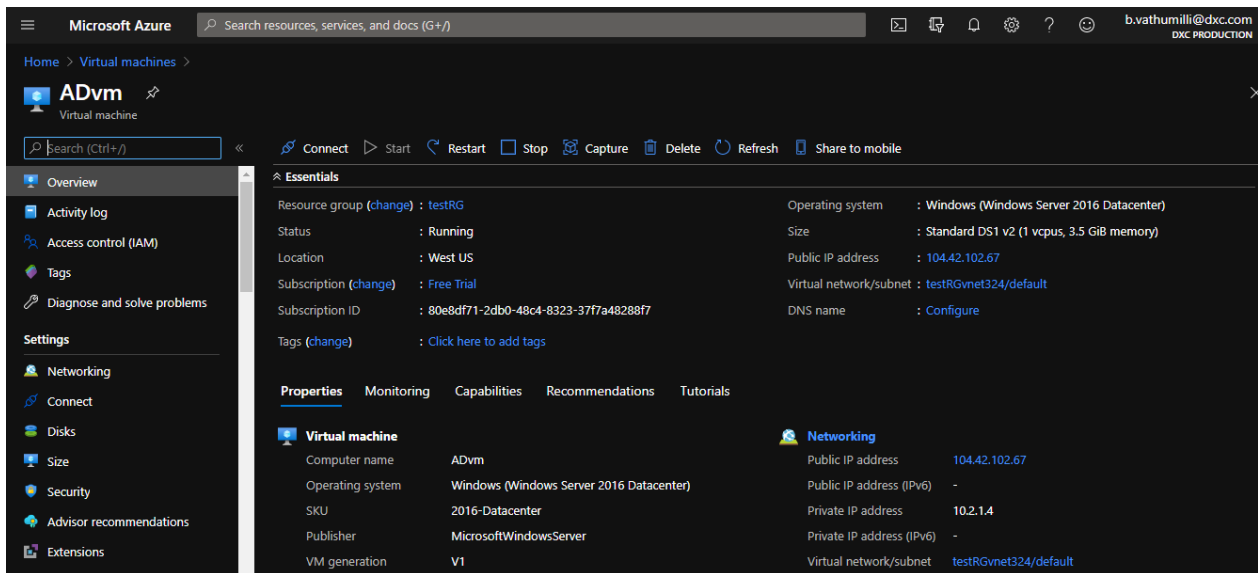 Microsoft Azure Search resources, services, and docs (G+/) b.vathumilli@dxc.com
DXC PRODUCTION
Home > Virtual machines >
ADvm
Virtual machine
Search (Ctrl+/) «
Overview
Activity log
Access control (IAM)
Tags
Diagnose and solve problems
Settings
Networking
Connect
Disks
Size
Security
Advisor recommendations
Extensions
Connect Start Restart Stop Capture Delete Refresh Share to mobile
Essentials
Resource group (change) : testRG
Status : Running
Location : West US
Subscription (change) : Free Trial
Subscription ID : 80e8df71-2db0-48c4-8323-37f7a48288f7
Tags (change) : Click here to add tags
Operating system : Windows (Windows Server 2016 Datacenter)
Size : Standard DS1 v2 (1 vcpus, 3.5 GiB memory)
Public IP address : 104.42.102.67
Virtual network/subnet : testRGvnet324/default
DNS name : Configure
Properties Monitoring Capabilities Recommendations Tutorials
Virtual machine
Computer name ADvm
Operating system Windows (Windows Server 2016 Datacenter)
SKU 2016-Datacenter
Publisher MicrosoftWindowsServer
VM generation V1
Networking
Public IP address 104.42.102.67
Public IP address (IPv6) -
Private IP address 10.2.1.4
Private IP address (IPv6) -
Virtual network/subnet testRGvnet324/default